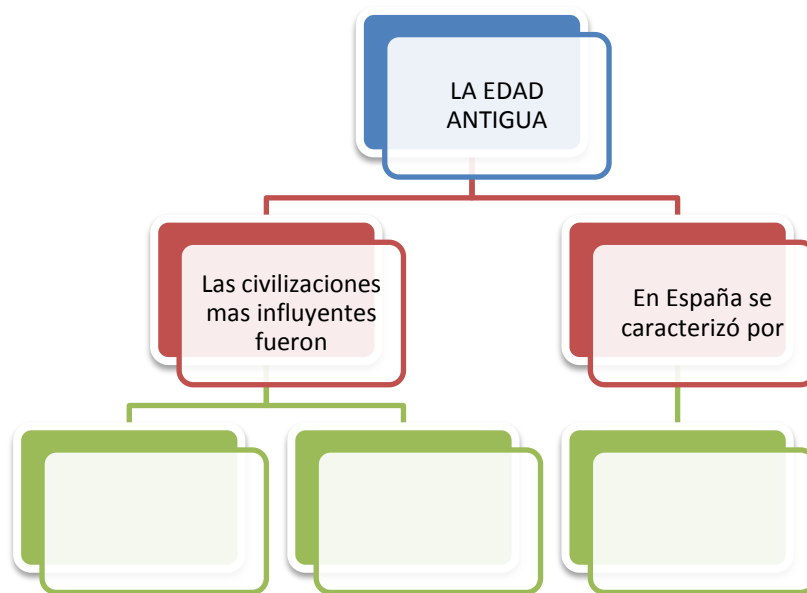 LA EDAD
ANTIGUA
Las civilizaciones
mas influyentes
fueron
En España se
caracterizó por